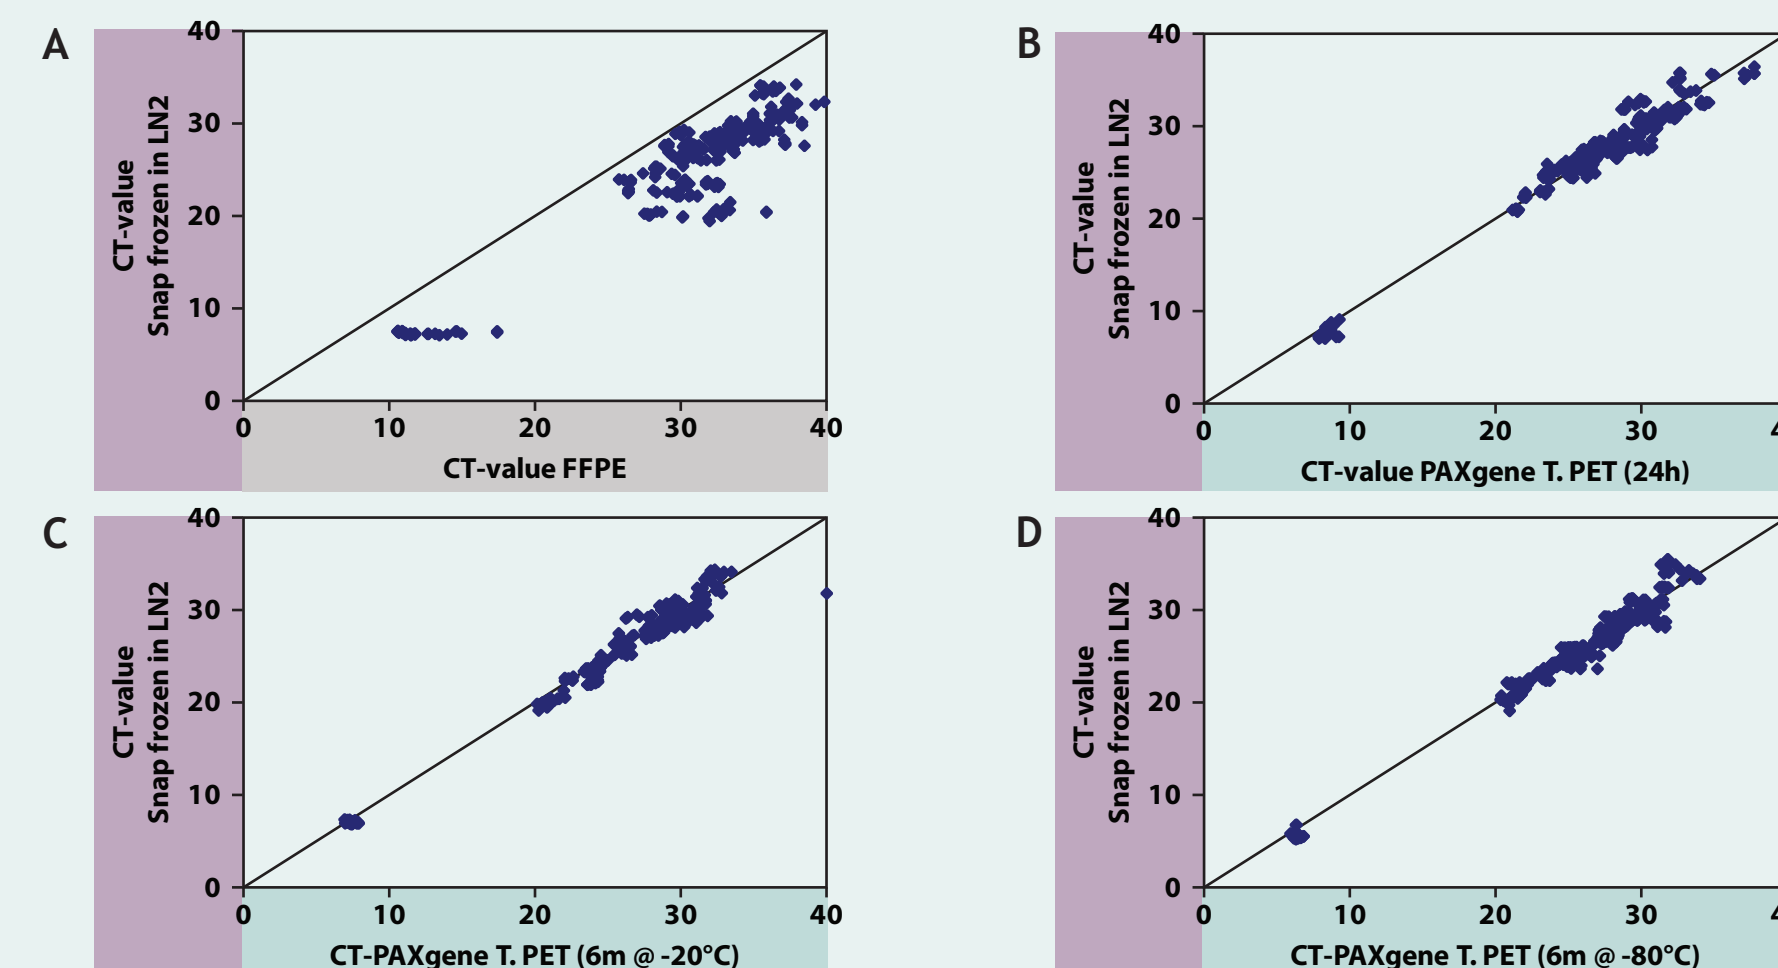 A
40
30
20
10
0
0 10 20 30 40
CT-value
Snap frozen in LN2
CT-value FFPE
B
40
30
20
10
0
0 10 20 30 4
CT-value
Snap frozen in LN2
CT-value PAXgene T. PET (24h)
C
40
30
20
10
0
0 10 20 30 40
CT-value
Snap frozen in LN2
CT-PAXgene T. PET (6m @ -20°C)
D
40
30
20
10
0
0 10 20 30 4
CT-value
Snap frozen in LN2
CT-PAXgene T. PET (6m @ -80°C)